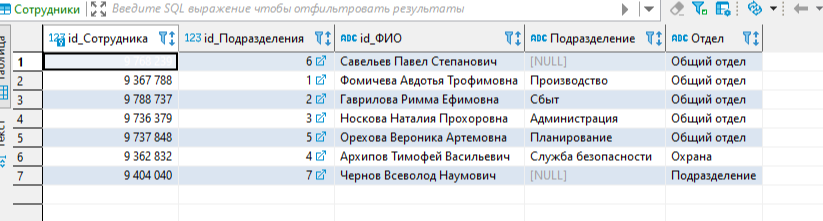 Сотрудники Введите SQL выражение чтобы отфильтровать результаты
123 id_Сотрудника 123 id_Подразделения ABC id_ФИО ABC Подразделение ABC Отдел
1 6 Савельев Павел Степанович [NULL] Общий отдел
2 9 367 788 1 Фомичева Авдотья Трофимовна Производство Общий отдел
3 9 788 737 2 Гаврилова Римма Ефимовна Сбыт Общий отдел
4 9 736 379 3 Носкова Наталия Прохоровна Администрация Общий отдел
5 9 737 848 5 Орехова Вероника Артемовна Планирование Общий отдел
6 9 362 832 4 Архипов Тимофей Васильевич Служба безопасности Охрана
7 9 404 040 7 Чернов Всеволод Наумович [NULL] Подразделение
Таблица
Текст